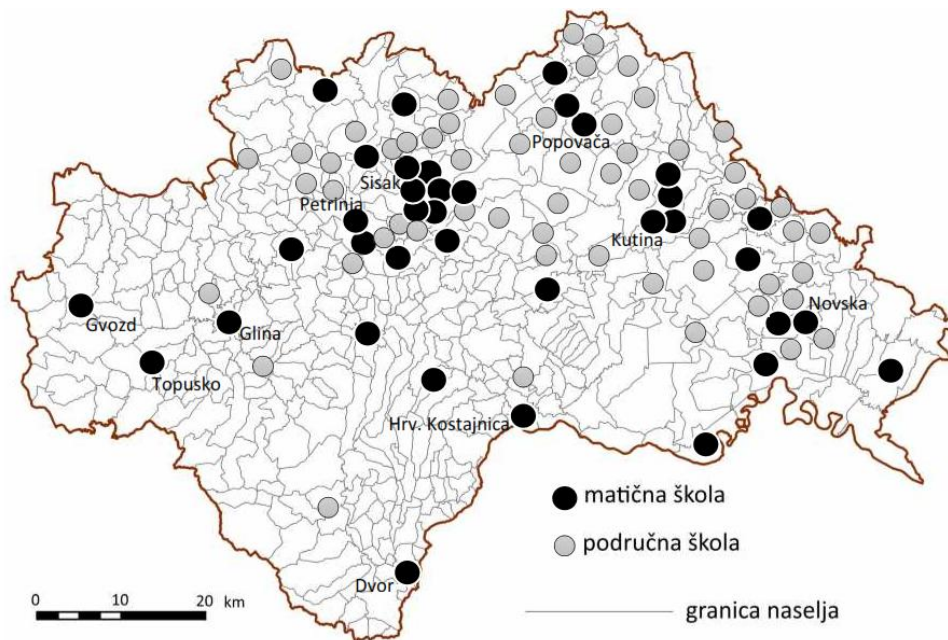 Popovača
Sisak
Petrinja
Kutina
Novska
Gvozd
Glina
Topusko
Hrv. Kostajnica
matična škola
područna škola
Dvor
0 10 20 km
granica naselja